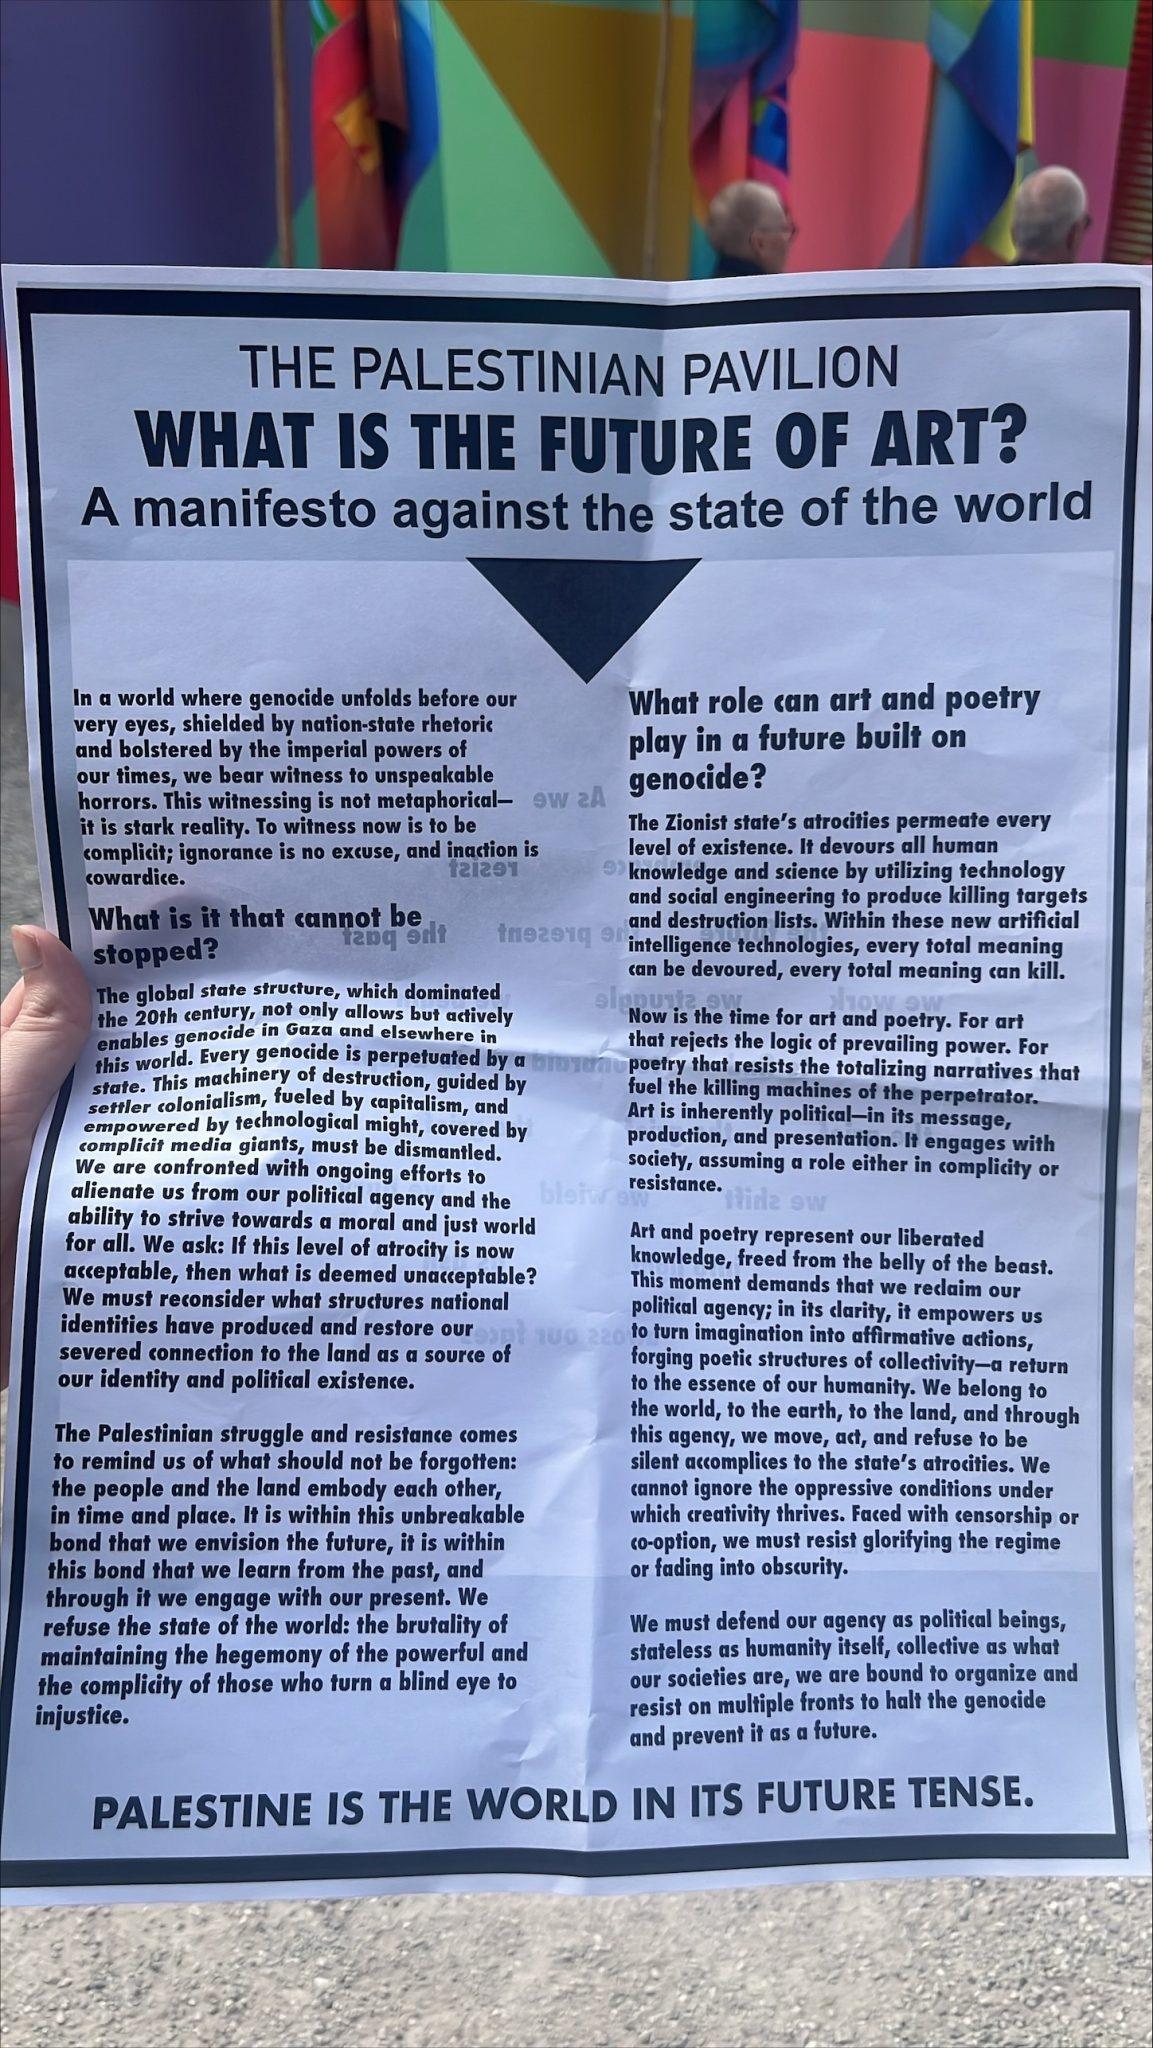 THE PALESTINIAN PAVILION
WHAT IS THE FUTURE OF ART?
A manifesto against the state of the world
In a world where genocide unfolds before our
very eyes, shielded by nation-state rhetoric
and bolstered by the imperial powers of
our times, we bear witness to unspeakable
horrors. This witnessing is not metaphorical—
it is stark reality. To witness now is to be
complicit; ignorance is no excuse, and inaction is
cowardice.
What is it that cannot be
stopped?
The global state structure, which dominated
the 20th century, not only allows but actively
enables genocide in Gaza and elsewhere in
this world. Every genocide is perpetuated by a
state. This machinery of destruction, guided by
settler colonialism, fueled by capitalism, and
empowered by technological might, covered by
complicit media giants, must be dismantled.
We are confronted with ongoing efforts to
alienate us from our political agency and the
ability to strive towards a moral and just world
for all. We ask: If this level of atrocity is now
acceptable, then what is deemed unacceptable?
We must reconsider what structures national
identities have produced and restore our
severed connection to the land as a source of
our identity and political existence.
The Palestinian struggle and resistance comes
to remind us of what should not be forgotten:
the people and the land embody each other,
in time and place. It is within this unbreakable
bond that we envision the future, it is within
this bond that we learn from the past, and
through it we engage with our present. We
refuse the state of the world: the brutality of
maintaining the hegemony of the powerful and
the complicity of those who turn a blind eye to
injustice.
What role can art and poetry
play in a future built on
genocide?
The Zionist state's atrocities permeate every
level of existence. It devours all human
knowledge and science by utilizing technology
and social engineering to produce killing targets
and destruction lists. Within these new artificial
intelligence technologies, every total meaning
can be devoured, every total meaning can kill.
Now is the time for art and poetry. For art
that rejects the logic of prevailing power. For
poetry that resists the totalizing narratives that
fuel the killing machines of the perpetrator.
Art is inherently political—in its message,
production, and presentation. It engages with
society, assuming a role either in complicity or
resistance.
Art and poetry represent our liberated
knowledge, freed from the belly of the beast.
This moment demands that we reclaim our
political agency; in its clarity, it empowers us
to turn imagination into affirmative actions,
forging poetic structures of collectivity—a return
to the essence of our humanity. We belong to
the world, to the earth, to the land, and through
this agency, we move, act, and refuse to be
silent accomplices to the state's atrocities. We
cannot ignore the oppressive conditions under
which creativity thrives. Faced with censorship or
co-option, we must resist glorifying the regime
or fading into obscurity.
We must defend our agency as political beings,
stateless as humanity itself, collective as what
our societies are, we are bound to organize and
resist on multiple fronts to halt the genocide
and prevent it as a future.
PALESTINE IS THE WORLD IN ITS FUTURE TENSE.